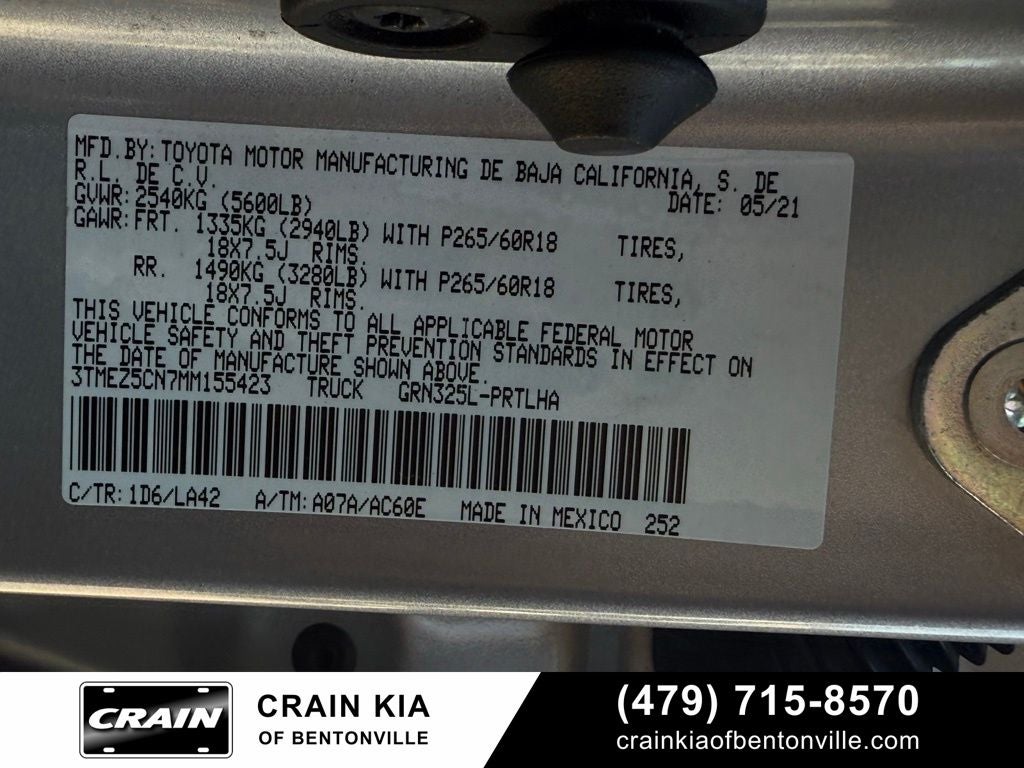 MFD.BY:TOYOTA MOTOR MANUFACTURING DE BAJA CALIFORNIA, S. DE
R.L. DE C.V.
DATE: 05/21
GVWR:2540KG (5600LB)
GAWR:FRT. 1335KG (2940LB) WITH P265/60R18 TIRES,
18X7.5J RIMS.
RR. 1490KG (3280LB) WITH P265/60R18 TIRES,
18X7.5J RIMS.
THIS VEHICLE CONFORMS TO ALL APPLICABLE FEDERAL MOTOR
VEHICLE SAFETY AND THEFT PREVENTION STANDARDS IN EFFECT ON
THE DATE OF MANUFACTURE SHOWN ABOVE.
3TMEZ5CN7MM155423 TRUCK GRN325L-PRTLHA
C/TR:1D6/LA42 A/TM:A07A/AC60E MADE IN MEXICO 252
CRAIN
CRAIN KIA
OF BENTONVILLE
(479) 715-8570
crainkiaofbentonville.com